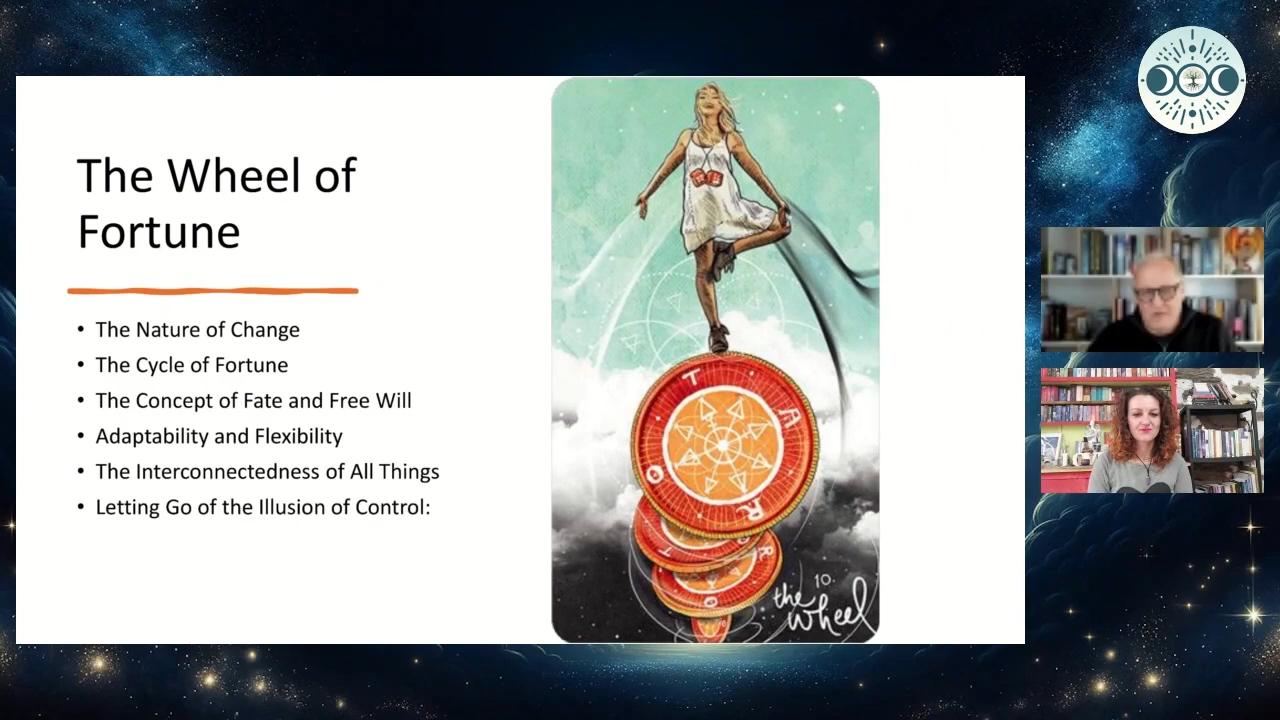 The Wheel of
Fortune
• The Nature of Change
• The Cycle of Fortune
• The Concept of Fate and Free Will
• Adaptability and Flexibility
• The Interconnectedness of All Things
• Letting Go of the Illusion of Control:
T
A
R
O
T
R
R
O
10.
the
wheel